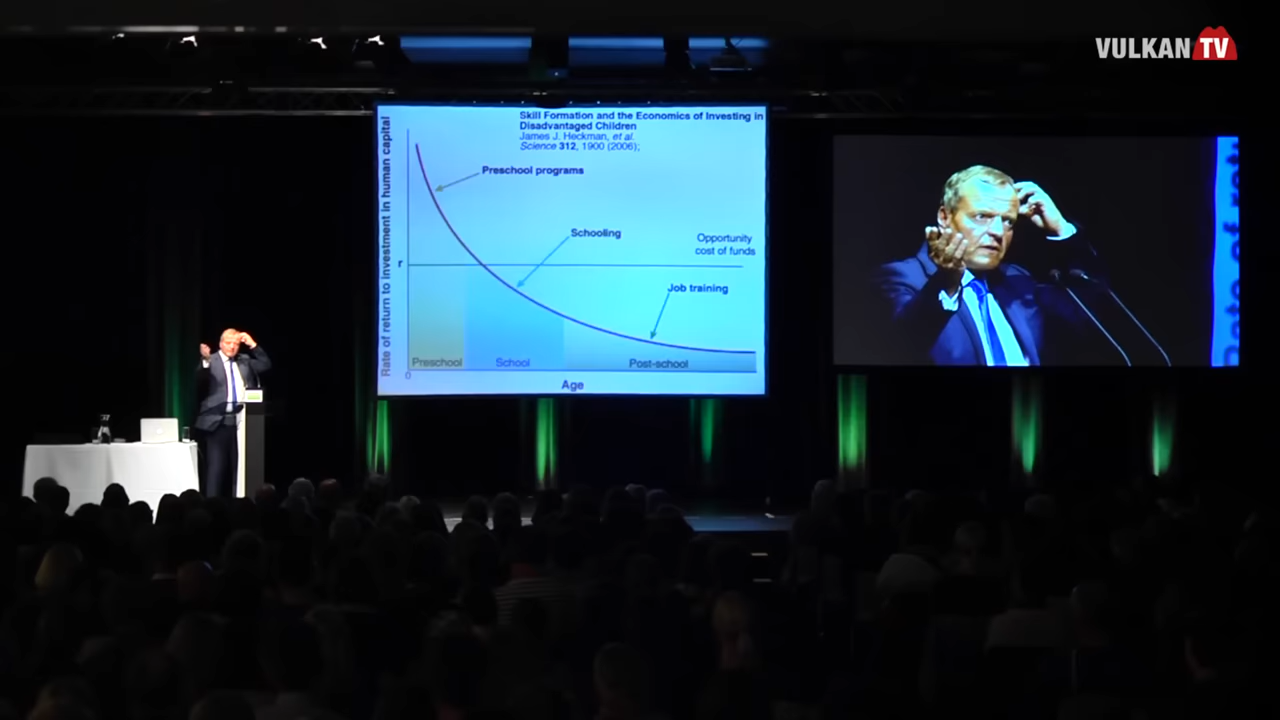 VULKAN TV
Skill Formation and the Economics of Investing in
Disadvantaged Children
James J. Heckman, et al.
Science 312, 1900 (2006);
Rate of return to investment in human capital
Preschool programs
Schooling
Opportunity
cost of funds
r
Job training
Preschool
School
Post-school
0
Age